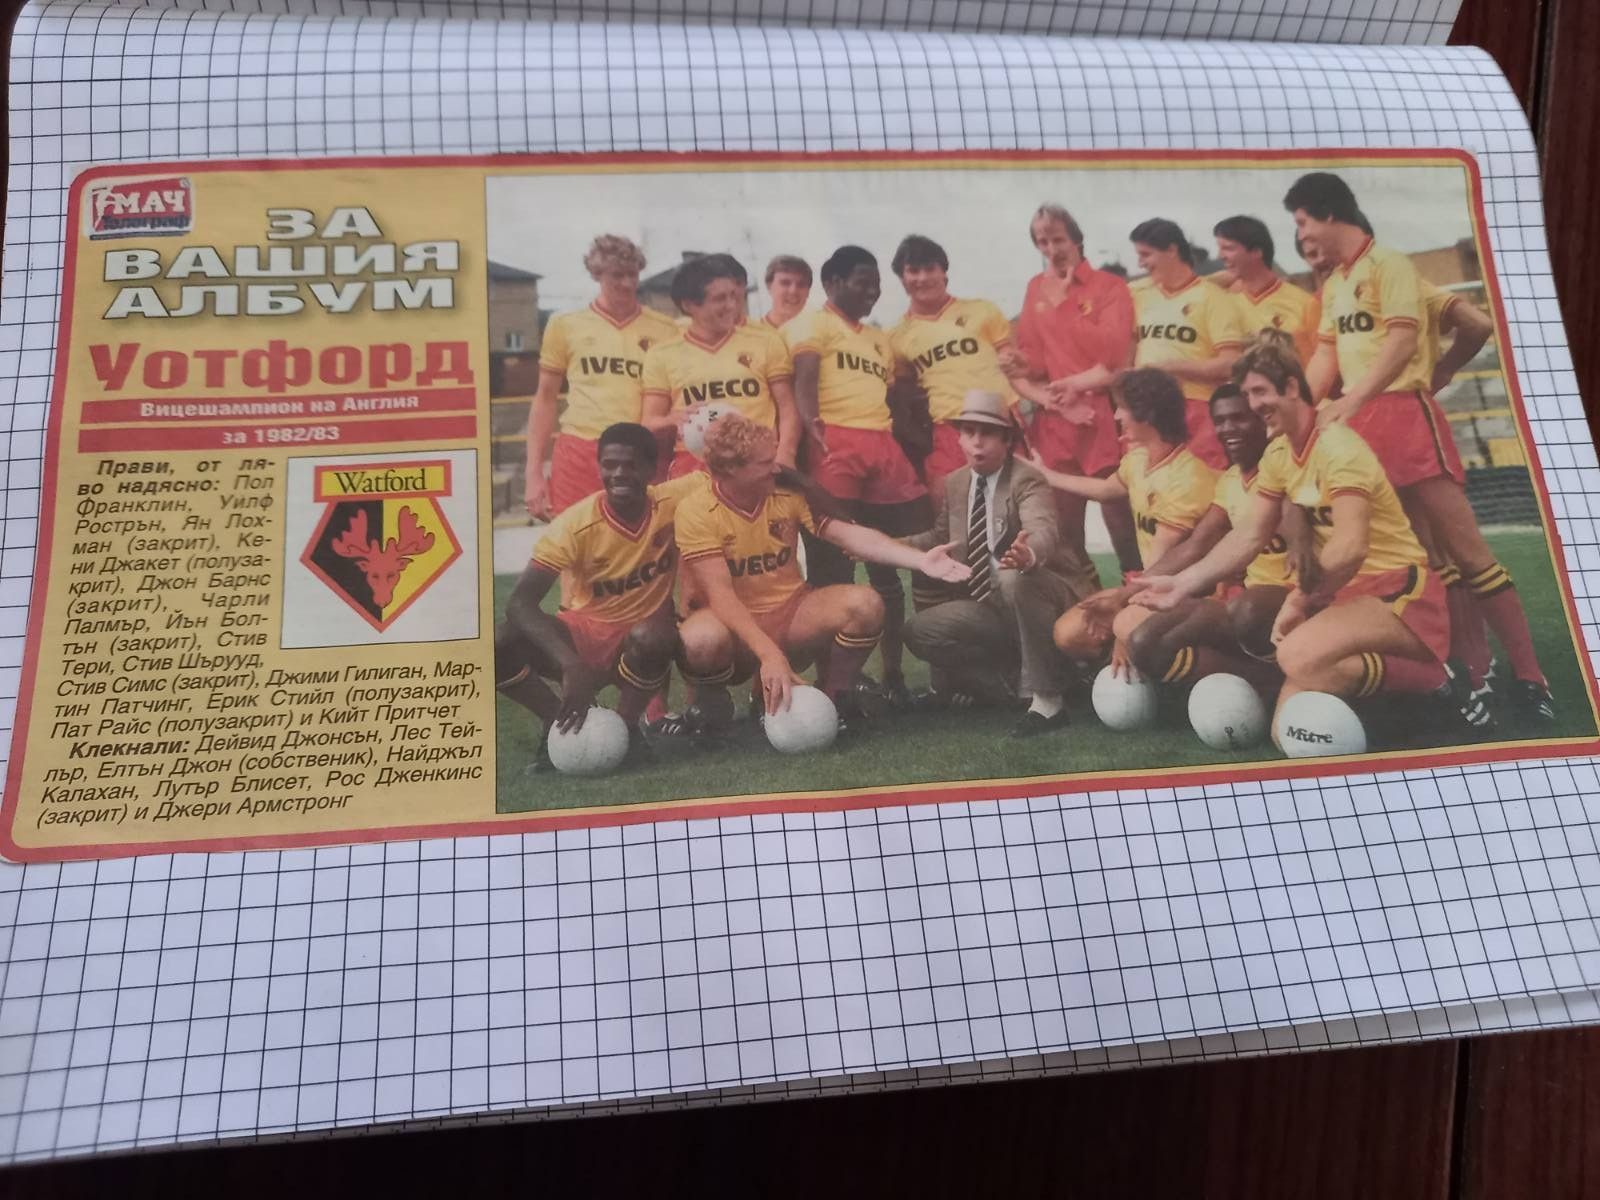 МАЧ
Телеграф
ЗА
ВАШИЯ
АЛБУМ
Уотфорд
Вицешампион на Англия
за 1982/83
Прави, от ля-
во надясно: Пол
Франклин, Уилф
Рострън, Ян Лох-
ман (закрит), Ке-
ни Джакет (полуза-
крит), Джон Барнс
(закрит), Чарли
Палмър, Йън Бол-
тън (закрит), Стив
Тери, Стив Шърууд,
Стив Симс (закрит), Джими Гилиган, Мар-
тин Патчинг, Ерик Стийл (полузакрит),
Пат Райс (полузакрит) и Кийт Притчет
Клекнали: Дейвид Джонсън, Лес Тей-
лър, Елтън Джон (собственик), Найджъл
Калахан, Лутър Блисет, Рос Дженкинс
(закрит) и Джери Армстронг
Watford
IVECO
IVECO
IVECO
IVECO
IVECO
IVECO
IVECO
Mitre